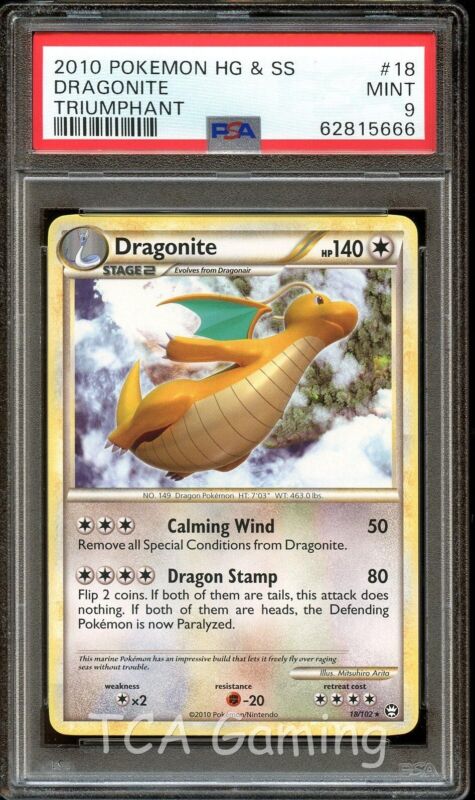 2010 POKEMON HG & SS #18
DRAGONITE MINT
TRIUMPHANT 9
PSA 62815666
Dragonite HP140
STAGE 2 Evolves from Dragonair
NO. 149 Dragon Pokémon HT: 7'03" WT: 463.0 lbs.
Calming Wind 50
Remove all Special Conditions from Dragonite.
Dragon Stamp 80
Flip 2 coins. If both of them are tails, this attack does
nothing. If both of them are heads, the Defending
Pokémon is now Paralyzed.
This marine Pokémon has an impressive build that lets it freely fly over raging
seas without trouble.
Illus. Mitsuhiro Arita
weakness resistance retreat cost
×2 -20
©2010 Pokémon/Nintendo 18/102 ★
TCA Gaming
PSA